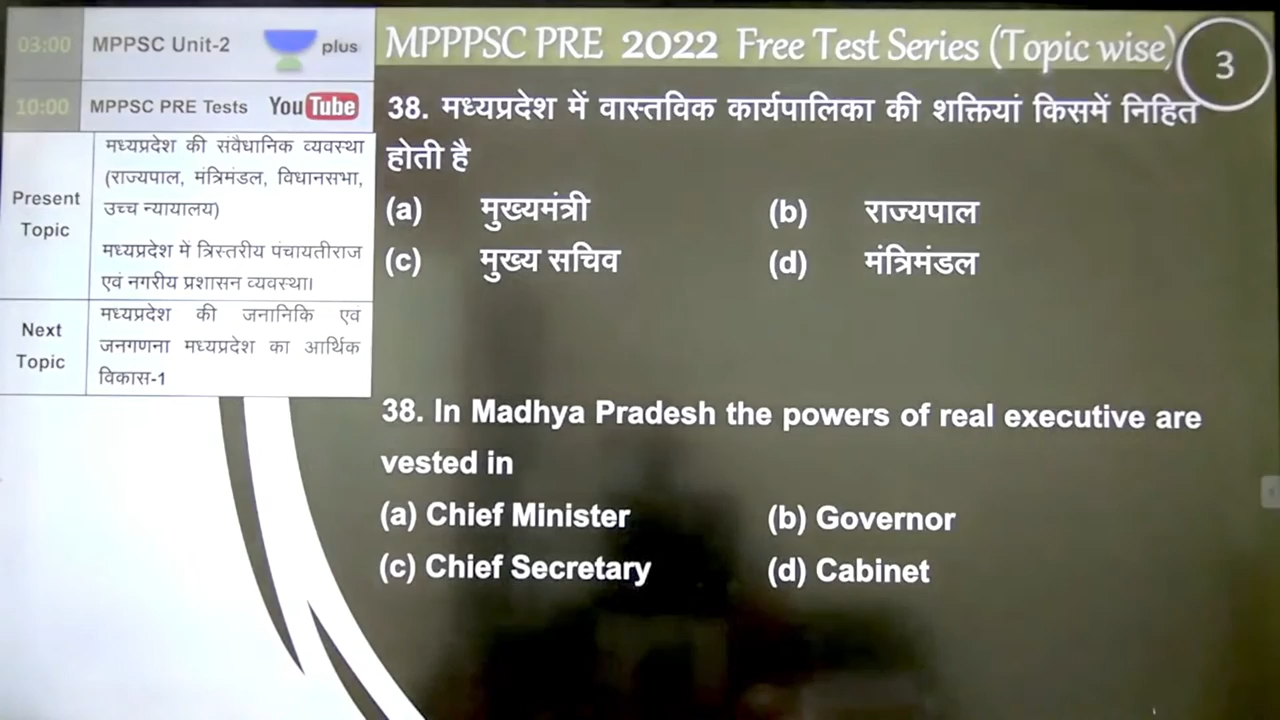 03:00 MPPSC Unit-2 plus
10:00 MPPSC PRE Tests YouTube
Present Topic
मध्यप्रदेश की संवैधानिक व्यवस्था
(राज्यपाल, मंत्रिमंडल, विधानसभा,
उच्च न्यायालय)
मध्यप्रदेश में त्रिस्तरीय पंचायतीराज
एवं नगरीय प्रशासन व्यवस्था।
Next Topic
मध्यप्रदेश की जनानिकि एवं
जनगणना मध्यप्रदेश का आर्थिक
विकास-1
MPPPSC PRE 2022 Free Test Series (Topic wise)
3
38. मध्यप्रदेश में वास्तविक कार्यपालिका की शक्तियां किसमें निहित
होती है
(a) मुख्यमंत्री (b) राज्यपाल
(c) मुख्य सचिव (d) मंत्रिमंडल
38. In Madhya Pradesh the powers of real executive are
vested in
(a) Chief Minister (b) Governor
(c) Chief Secretary (d) Cabinet